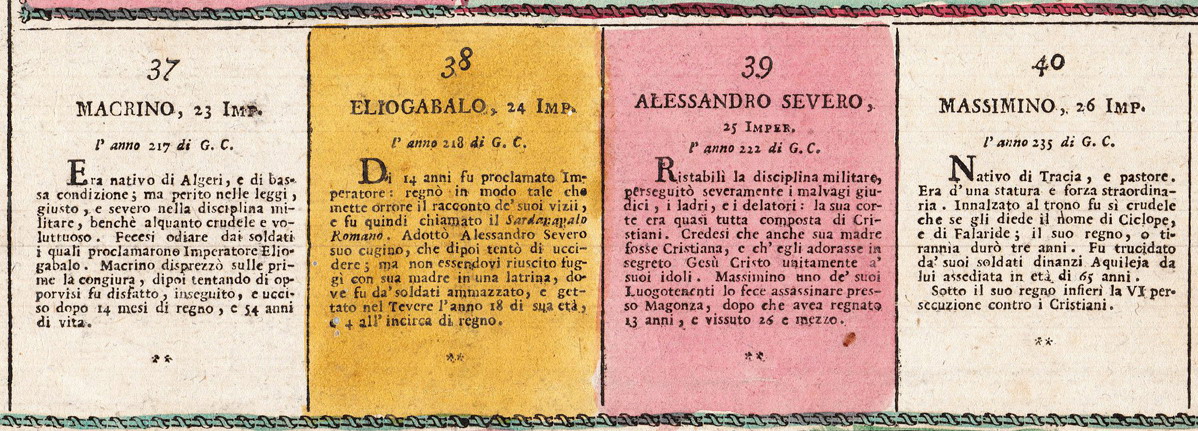 37
MACRINO, 23 IMP.
l' anno 217 di G. C.
Era nativo di Algeri, e di bas-
sa condizione; ma perito nelle leggi,
giusto, e severo nella disciplina mi-
litare, benchè alquanto crudele e vo-
luttuoso. Fecesi odiare dai soldati
i quali proclamarono Imperatore Elio-
gabalo. Macrino disprezzò sulle pri-
me la congiura, dipoi tentando di op-
porvisi fu disfatto, inseguito, e ucci-
so dopo 14 mesi di regno, e 54 anni
di vita.
**
38
ELIOGABALO, 24 IMP.
l' anno 218 di G. C.
Di 14 anni fu proclamato Im-
peratore: regnò in modo tale che
mette orrore il racconto de' suoi vizii,
e fu quindi chiamato il Sardapapalo
Romano. Adottò Alessandro Severo
suo cugino, che dipoi tentò di ucci-
dere; ma non essendovi riuscito fug-
gì con sua madre in una latrina, do-
ve fu da' soldati ammazzato, e get-
tato nel Tevere l'anno 18 di sua età,
e 4 all' incirca di regno.
**
39
ALESSANDRO SEVERO,
25 IMPER.
l' anno 222 di G. C.
Ristabilì la disciplina militare,
perseguitò severamente i malvagi giu-
dici, i ladri, e i delatori: la sua cor-
te era quasi tutta composta di Cri-
stiani. Credesi che anche sua madre
fosse Cristiana, e ch' egli adorasse in
segreto Gesù Cristo unitamente a'
suoi idoli. Massimino uno de' suoi
Luogotenenti lo fece assassinare pres-
so Magonza, dopo che avea regnato
13 anni, e vissuto 26 e mezzo.
**
40
MASSIMINO, 26 IMP.
l' anno 235 di G. C.
Nativo di Tracia, e pastore.
Era d'una statura e forza straordina-
ria. Innalzato al trono fu sì crudele
che se gli diede il nome di Ciclope,
e di Falaride; il suo regno, o ti-
rannia durò tre anni. Fu trucidato
da' suoi soldati dinanzi Aquileja da
lui assediata in età di 65 anni.
Sotto il suo regno infierì la VI per-
secuzione contro i Cristiani.
**